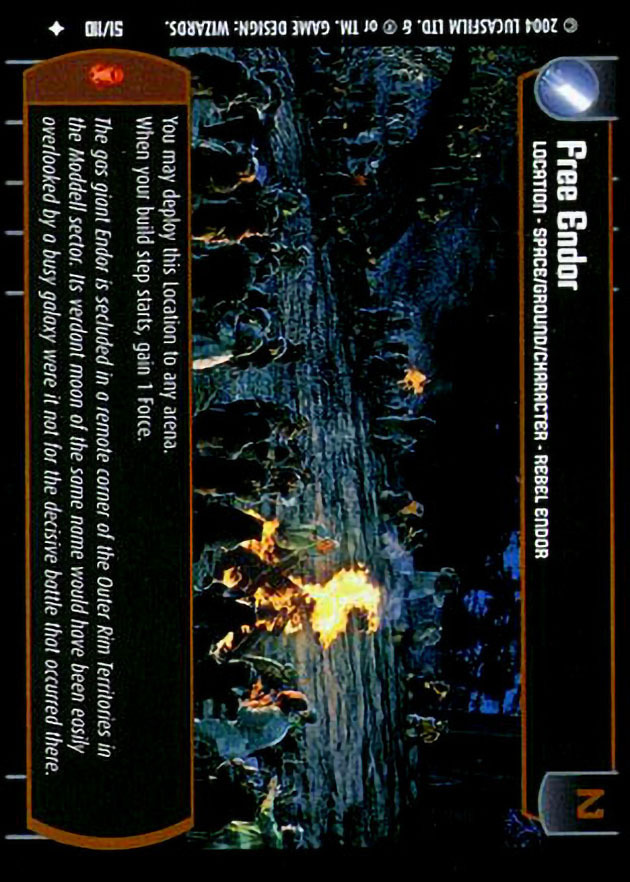 Free Endor
LOCATION - SPACE/GROUND/CHARACTER - REBEL ENDOR
N
You may deploy this location to any arena.
When your build step starts, gain 1 Force.
The gas giant Endor is secluded in a remote corner of the Outer Rim Territories in
the Moddell sector. Its verdant moon of the same name would have been easily
overlooked by a busy galaxy were it not for the decisive battle that occurred there.
© 2004 LUCASFILM LTD. & ® or TM. GAME DESIGN: WIZARDS. 51/110